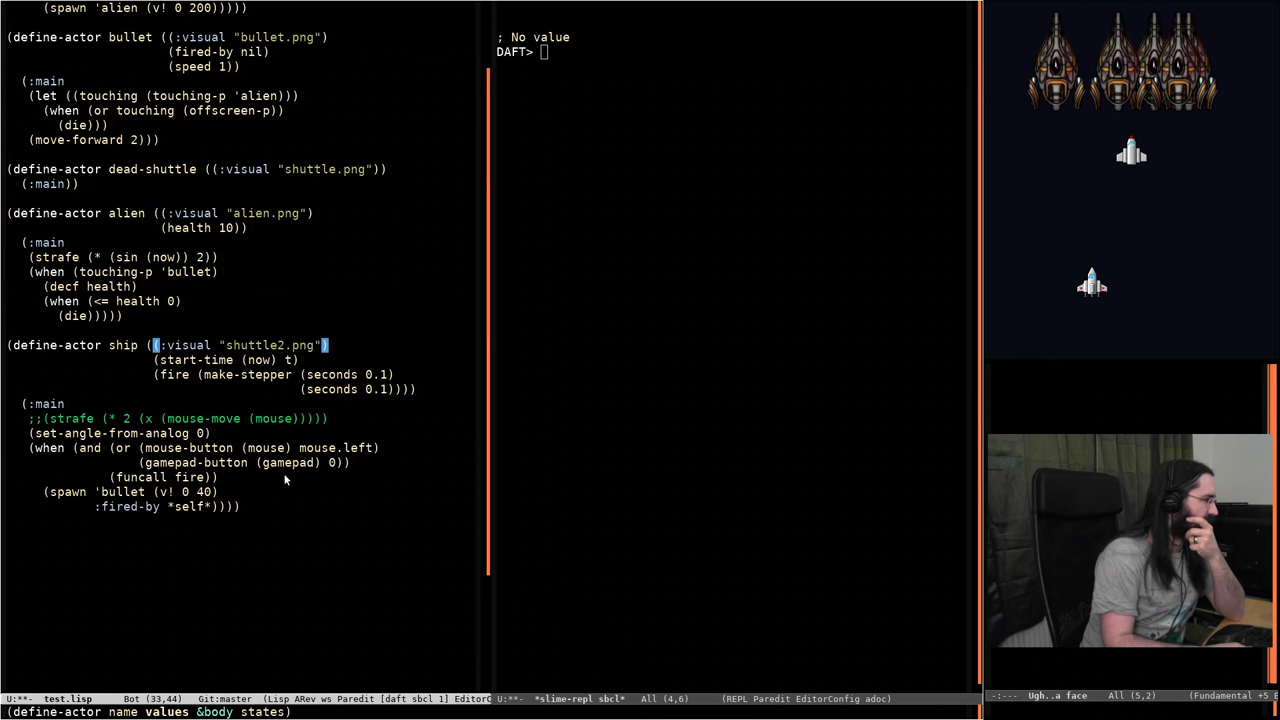 (spawn 'alien (v! 0 200)))))
(define-actor bullet ((:visual "bullet.png")
(fired-by nil)
(speed 1))
(:main
(let ((touching (touching-p 'alien)))
(when (or touching (offscreen-p))
(die)))
(move-forward 2)))
(define-actor dead-shuttle ((:visual "shuttle.png"))
(:main))
(define-actor alien ((:visual "alien.png")
(health 10))
(:main
(strafe (* (sin (now)) 2))
(when (touching-p 'bullet)
(decf health)
(when (<= health 0)
(die)))))
(define-actor ship ((:visual "shuttle2.png")
(start-time (now) t)
(fire (make-stepper (seconds 0.1)
(seconds 0.1))))
(:main
;;(strafe (* 2 (x (mouse-move (mouse)))))
(set-angle-from-analog 0)
(when (and (or (mouse-button (mouse) mouse.left)
(gamepad-button (gamepad) 0))
(funcall fire))
(spawn 'bullet (v! 0 40)
:fired-by *self*))))
U:**- test.lisp Bot (33,44) Git:master (Lisp ARev ws Paredit [daft sbcl 1] EditorC
(define-actor name values &body states)
; No value
DAFT>
U:**- *slime-repl sbcl* All (4,6) (REPL Paredit EditorConfig adoc)
-:--- Ugh..a face All (5,2) (Fundamental +5 E